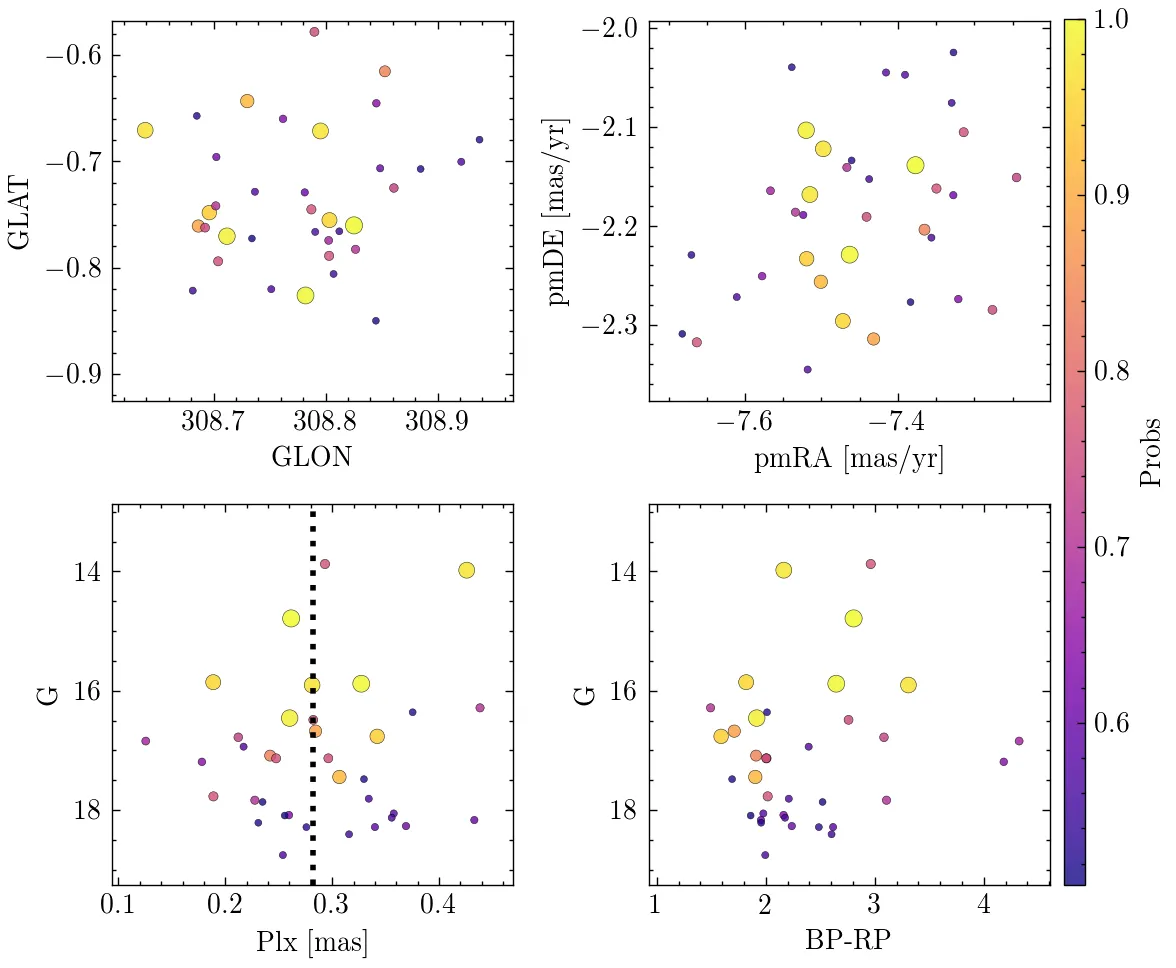 −0.6
−0.7
−0.8
−0.9
GLAT
308.7 308.8 308.9
GLON
−2.0
−2.1
−2.2
−2.3
pmDE [mas/yr]
−7.6 −7.4
pmRA [mas/yr]
1.0
0.9
0.8
0.7
0.6
Probs
14
16
18
G
0.1 0.2 0.3 0.4
Plx [mas]
14
16
18
G
1 2 3 4
BP-RP